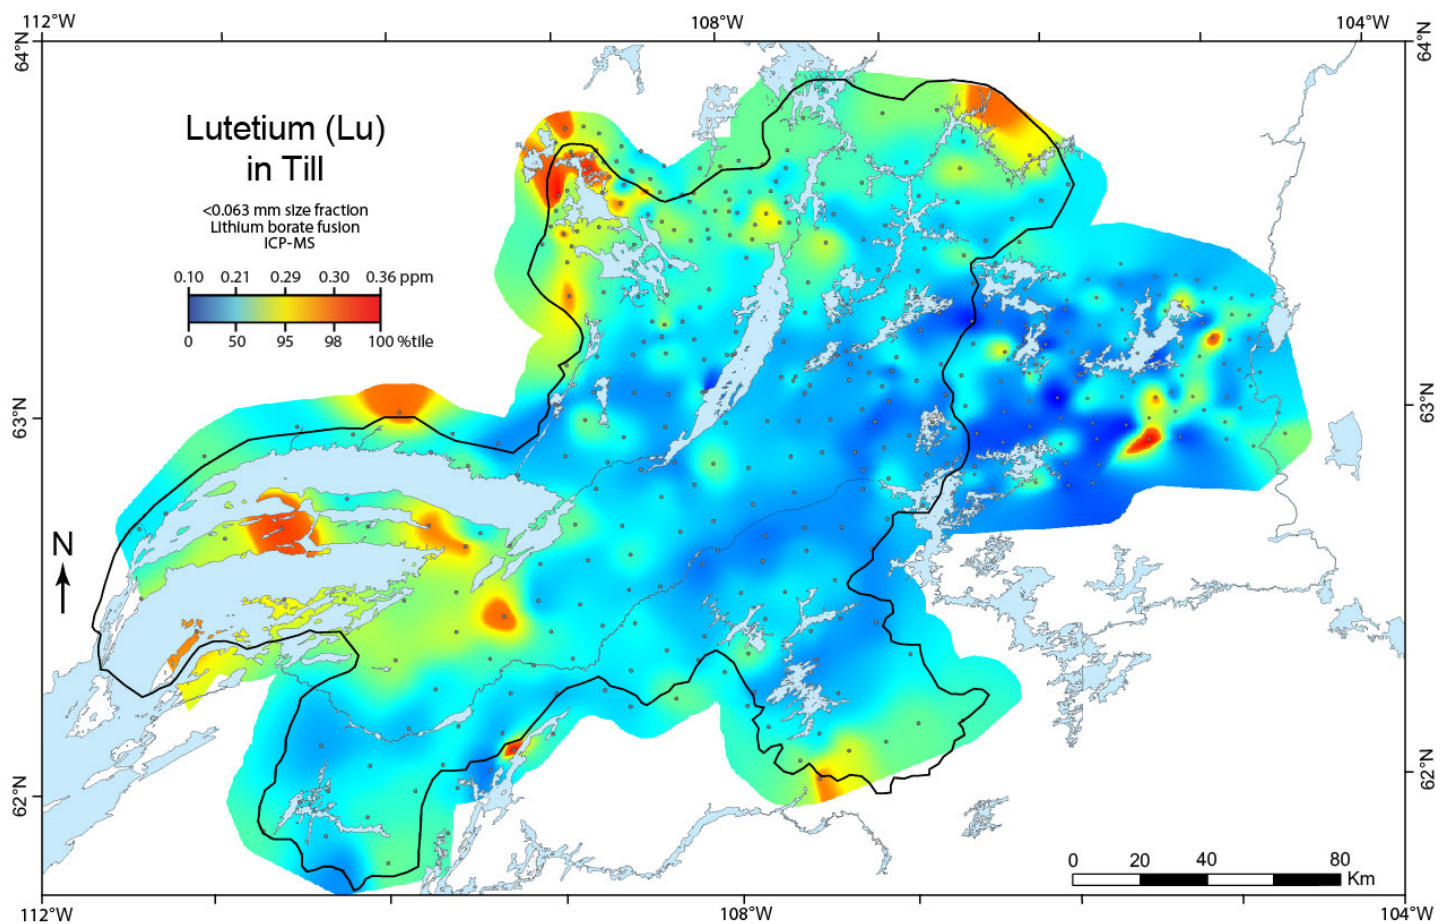 112°W 108°W 104°W
64°N 64°N
Lutetium (Lu)
in Till
<0.063 mm size fraction
Lithium borate fusion
ICP-MS
0.10 0.21 0.29 0.30 0.36 ppm
0 50 95 98 100 %tile
63°N 63°N
N
62°N 62°N
0 20 40 80 Km
112°W 108°W 104°W